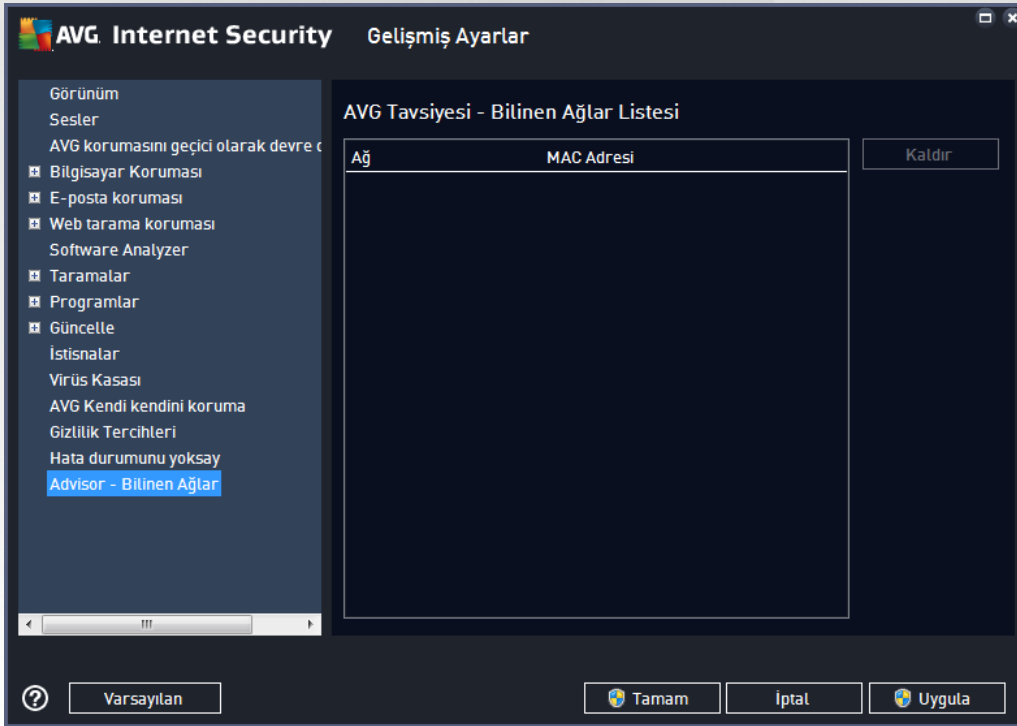 AVG Internet Security Gelişmiş Ayarlar
Görünüm
Sesler
AVG korumasını geçici olarak devre
Bilgisayar Koruması
E-posta koruması
Web tarama koruması
Software Analyzer
Taramalar
Programlar
Güncelle
İstisnalar
Virüs Kasası
AVG Kendi kendini koruma
Gizlilik Tercihleri
Hata durumunu yoksay
Advisor - Bilinen Ağlar
AVG Tavsiyesi - Bilinen Ağlar Listesi
Ağ MAC Adresi
Kaldır
? Varsayılan
Tamam İptal Uygula